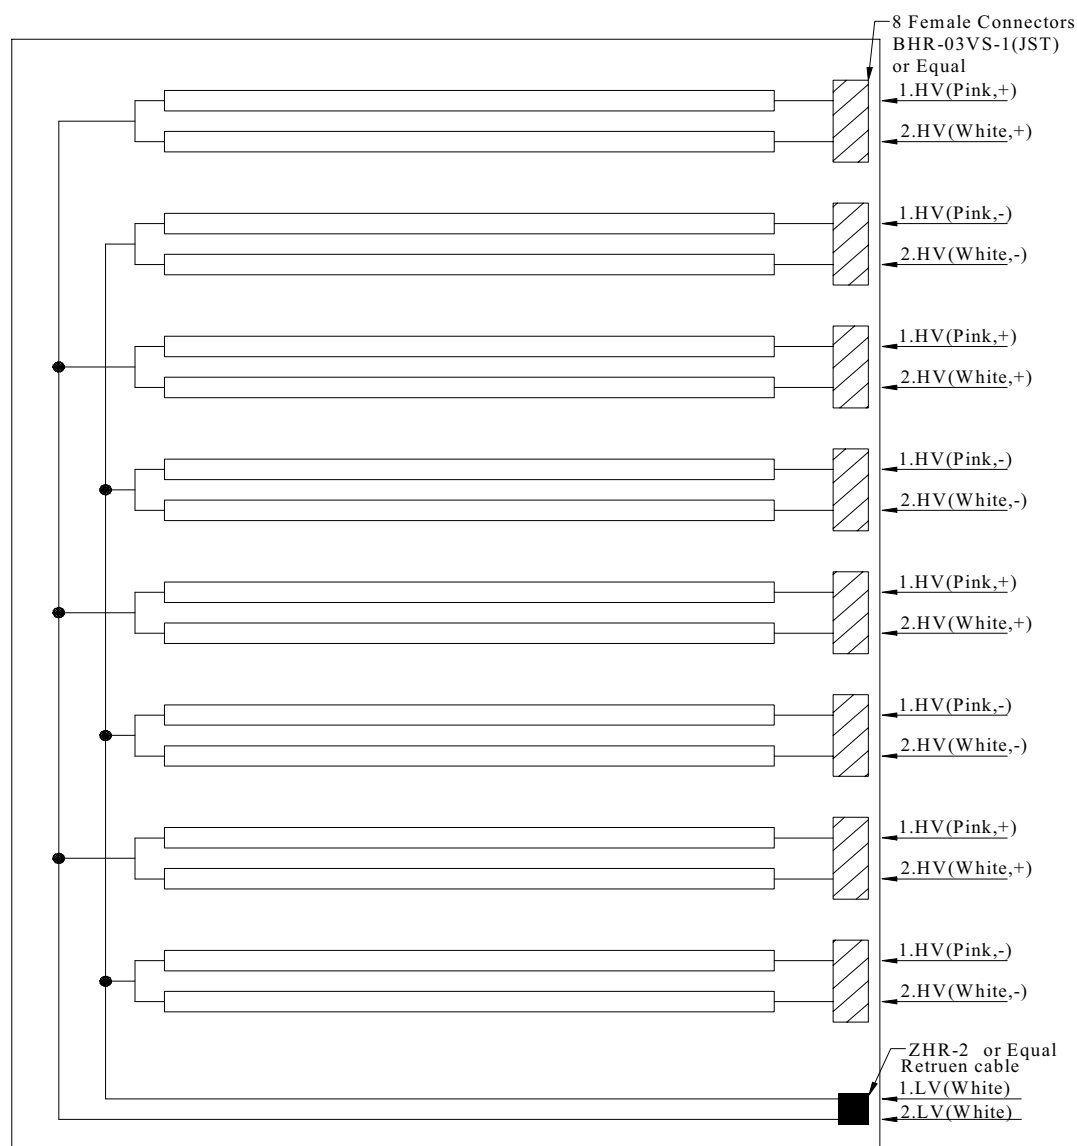 8 Female Connectors
BHR-03VS-1(JST)
or Equal
1.HV(Pink,+)
2.HV(White,+)
1.HV(Pink,-)
2.HV(White,-)
1.HV(Pink,+)
2.HV(White,+)
1.HV(Pink,-)
2.HV(White,-)
1.HV(Pink,+)
2.HV(White,+)
1.HV(Pink,-)
2.HV(White,-)
1.HV(Pink,+)
2.HV(White,+)
1.HV(Pink,-)
2.HV(White,-)
ZHR-2 or Equal
Retruen cable
1.LV(White)
2.LV(White)